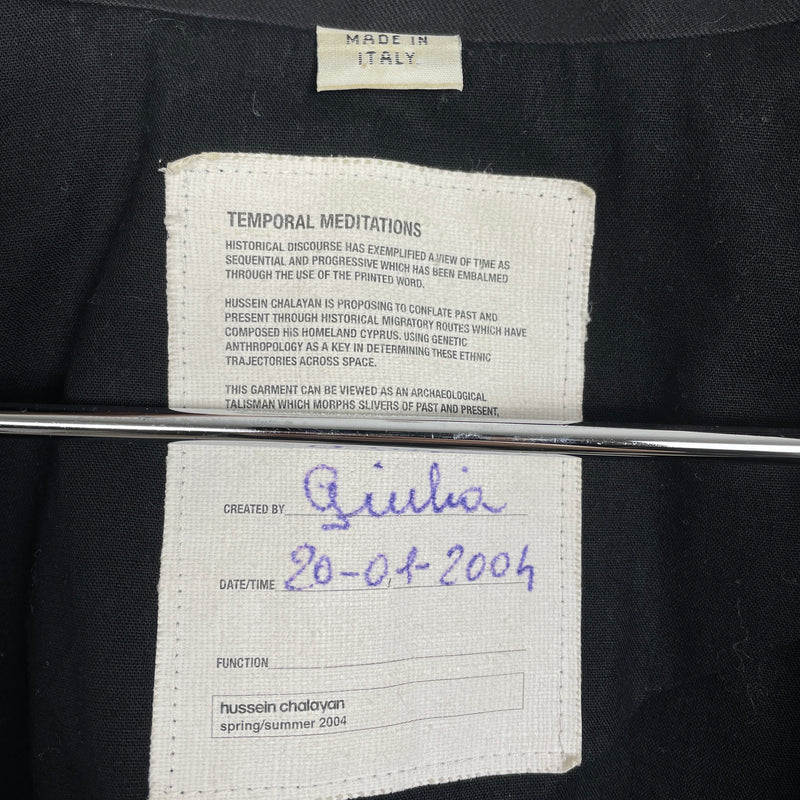 MADE IN
ITALY
TEMPORAL MEDITATIONS
HISTORICAL DISCOURSE HAS EXEMPLIFIED A VIEW OF TIME AS
SEQUENTIAL AND PROGRESSIVE WHICH HAS BEEN EMBALMED
THROUGH THE USE OF THE PRINTED WORD.
HUSSEIN CHALAYAN IS PROPOSING TO CONFLATE PAST AND
PRESENT THROUGH HISTORICAL MIGRATORY ROUTES WHICH HAVE
COMPOSED HIS HOMELAND CYPRUS. USING GENETIC
ANTHROPOLOGY AS A KEY IN DETERMINING THESE ETHNIC
TRAJECTORIES ACROSS SPACE.
THIS GARMENT CAN BE VIEWED AS AN ARCHAEOLOGICAL
TALISMAN WHICH MORPHS SLIVERS OF PAST AND PRESENT,
CREATED BY Giulia
DATE/TIME 20-01-2004
FUNCTION
hussein chalayan
spring/summer 2004